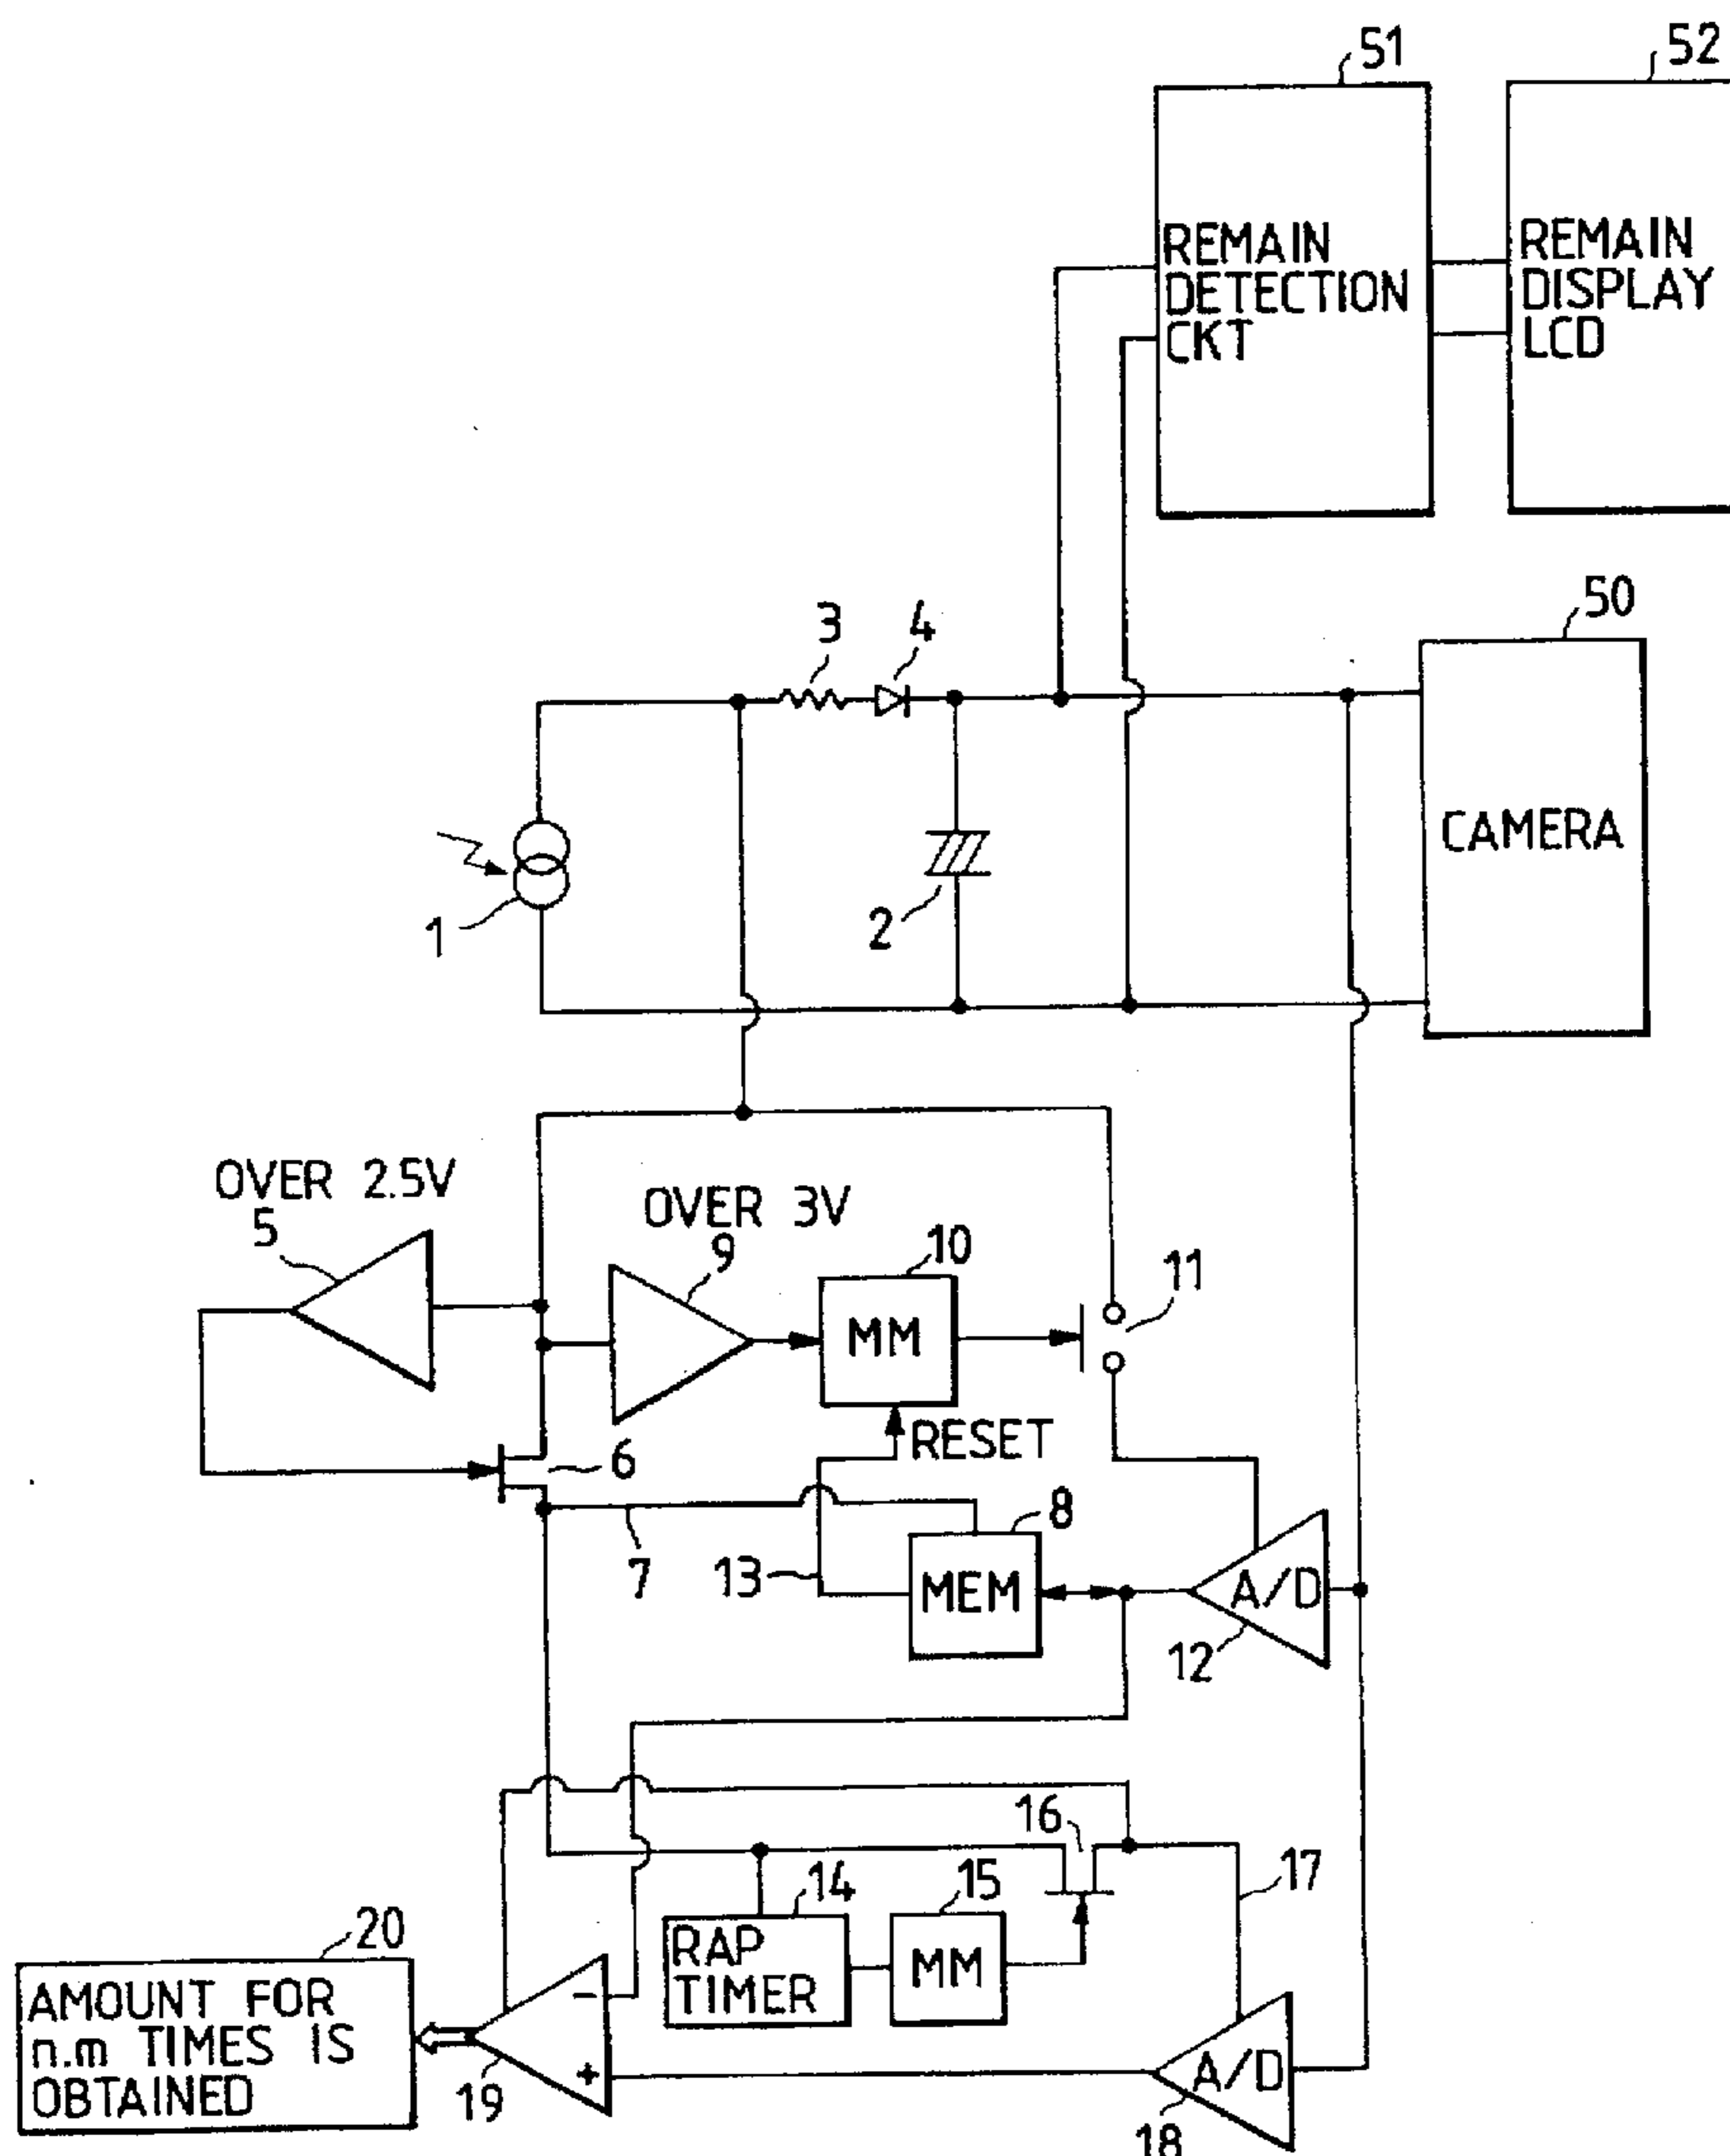 51
52
REMAIN
DETECTION
CKT
REMAIN
DISPLAY
LCD
50
3
4
CAMERA
1
2
OVER 2.5V
5
OVER 3V
9
10
11
MM
RESET
6
7
13
8
MEM
A/D
12
16
14
15
17
RAP
TIMER
MM
20
AMOUNT FOR
n.m TIMES IS
OBTAINED
-
+
19
A/D
18